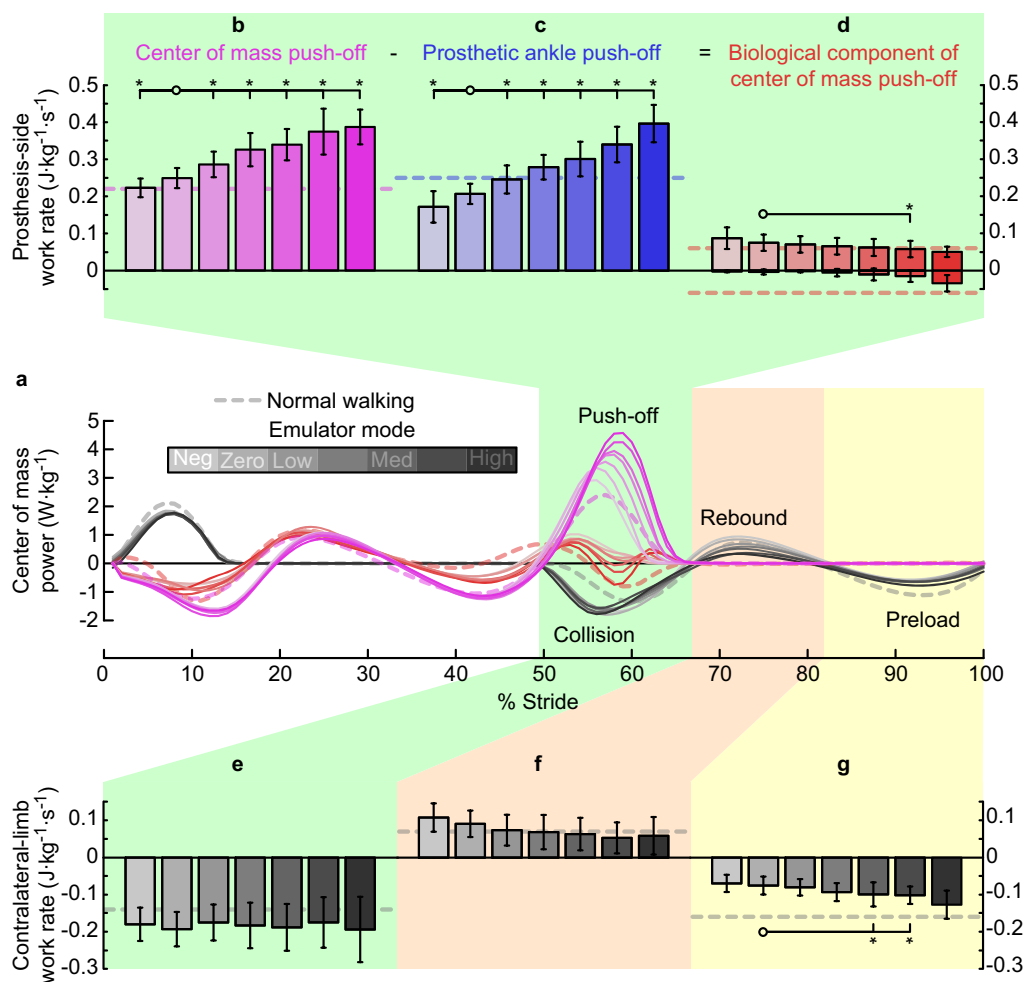 b c d
Center of mass push-off - Prosthetic ankle push-off = Biological component of
center of mass push-off
* * * * * * * * * * * *
0.5 0.5
0.4 0.4
0.3 0.3
0.2 0.2
0.1 0.1
0 0
*
Prosthesis-side
work rate (J·kg⁻¹·s⁻¹)
a
Normal walking
Emulator mode
Neg Zero Low Med High
Push-off
Rebound
Collision
Preload
5
4
3
2
1
0
-1
-2
Center of mass
power (W·kg⁻¹)
0 10 20 30 40 50 60 70 80 90 100
% Stride
e f g
0.1 0.1
0 0
-0.1 -0.1
-0.2 -0.2
-0.3 -0.3
* *
Contralateral-limb
work rate (J·kg⁻¹·s⁻¹)